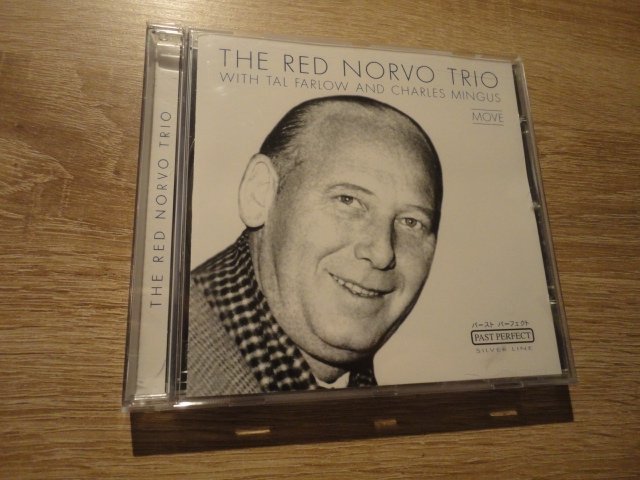 THE RED NORVO TRIO
WITH TAL FARLOW AND CHARLES MINGUS
MOVE
THE RED NORVO TRIO
パースト パーフェクト
PAST PERFECT
SILVER LINE